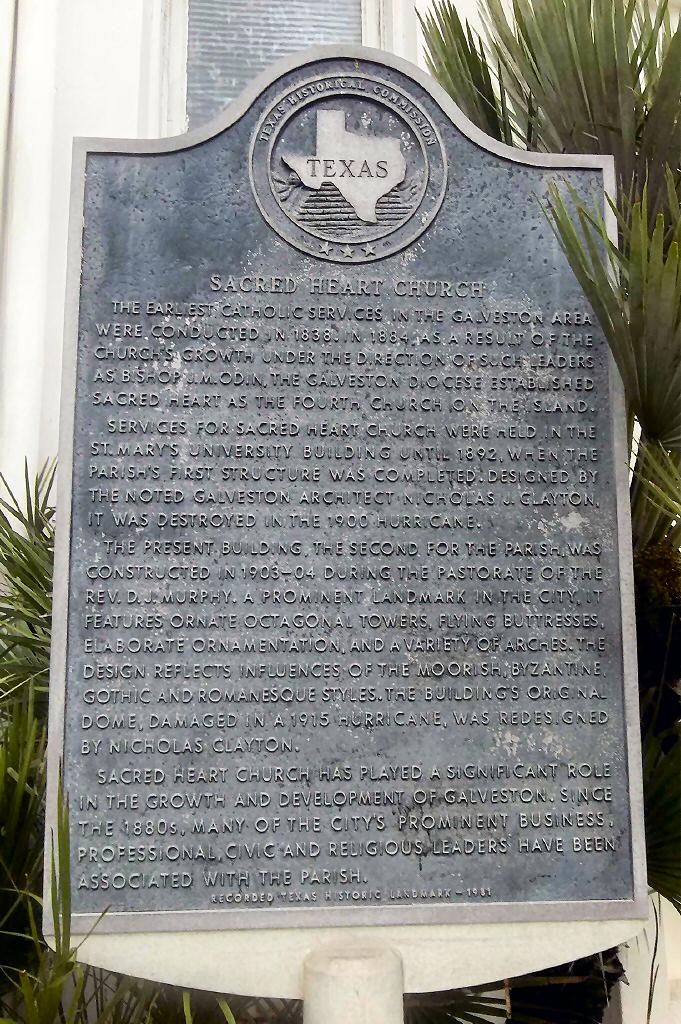 TEXAS HISTORICAL COMMISSION
TEXAS
SACRED HEART CHURCH
THE EARLIEST CATHOLIC SERVICES IN THE GALVESTON AREA
WERE CONDUCTED IN 1838. IN 1884, AS A RESULT OF THE
CHURCH'S GROWTH UNDER THE DIRECTION OF SUCH LEADERS
AS BISHOP J.M. ODIN, THE GALVESTON DIOCESE ESTABLISHED
SACRED HEART AS THE FOURTH CHURCH ON THE ISLAND.
SERVICES FOR SACRED HEART CHURCH WERE HELD IN THE
ST. MARY'S UNIVERSITY BUILDING UNTIL 1892, WHEN THE
PARISH'S FIRST STRUCTURE WAS COMPLETED. DESIGNED BY
THE NOTED GALVESTON ARCHITECT NICHOLAS J. CLAYTON,
IT WAS DESTROYED IN THE 1900 HURRICANE.
THE PRESENT BUILDING, THE SECOND FOR THE PARISH, WAS
CONSTRUCTED IN 1903-04 DURING THE PASTORATE OF THE
REV. D. J. MURPHY. A PROMINENT LANDMARK IN THE CITY, IT
FEATURES ORNATE OCTAGONAL TOWERS, FLYING BUTTRESSES,
ELABORATE ORNAMENTATION, AND A VARIETY OF ARCHES. THE
DESIGN REFLECTS INFLUENCES OF THE MOORISH, BYZANTINE,
GOTHIC AND ROMANESQUE STYLES. THE BUILDING'S ORIGINAL
DOME, DAMAGED IN A 1915 HURRICANE, WAS REDESIGNED
BY NICHOLAS CLAYTON.
SACRED HEART CHURCH HAS PLAYED A SIGNIFICANT ROLE
IN THE GROWTH AND DEVELOPMENT OF GALVESTON. SINCE
THE 1880s, MANY OF THE CITY'S PROMINENT BUSINESS,
PROFESSIONAL, CIVIC AND RELIGIOUS LEADERS HAVE BEEN
ASSOCIATED WITH THE PARISH.
RECORDED TEXAS HISTORIC LANDMARK - 1981